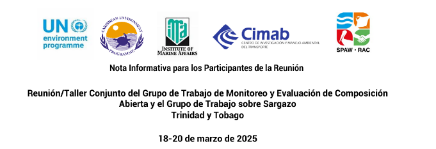 UN
environment
programme
INSTITUTE OF
MARINE AFFAIRS
Cimab
SPAW - RAC
Nota Informativa para los Participantes de la Reunión
Reunión/Taller Conjunto del Grupo de Trabajo de Monitoreo y Evaluación de Composición
Abierta y el Grupo de Trabajo sobre Sargazo
Trinidad y Tobago
18-20 de marzo de 2025